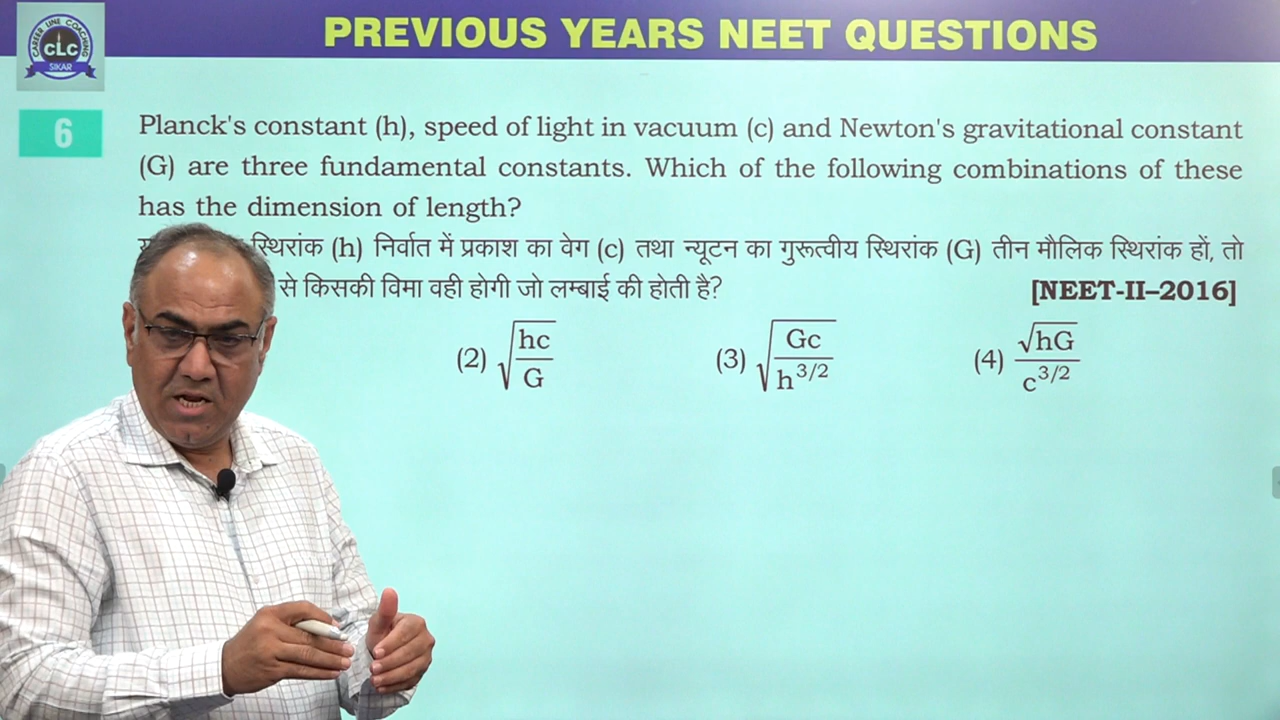 PREVIOUS YEARS NEET QUESTIONS
CAREER LINE COACHING
CLC
SIKAR
6
Planck's constant (h), speed of light in vacuum (c) and Newton's gravitational constant
(G) are three fundamental constants. Which of the following combinations of these
has the dimension of length?
स्थिरांक (h) निर्वात में प्रकाश का वेग (c) तथा न्यूटन का गुरूत्वीय स्थिरांक (G) तीन मौलिक स्थिरांक हों, तो
से किसकी विमा वही होगी जो लम्बाई की होती है?
[NEET-II–2016]
(2) √(hc/G) (3) √(Gc/h^3/2) (4) √hG/c^3/2